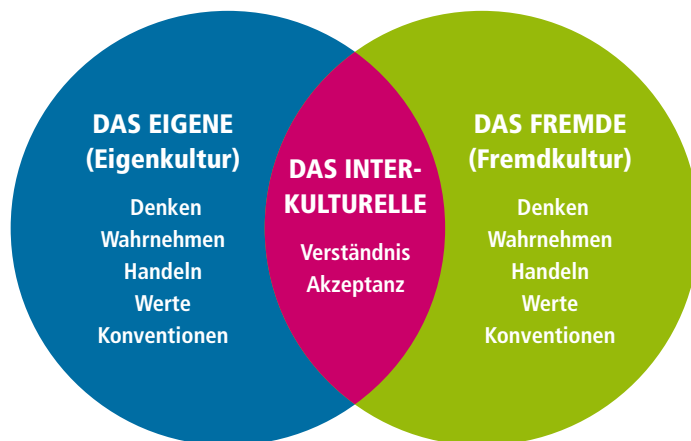 DAS EIGENE
(Eigenkultur)
Denken
Wahrnehmen
Handeln
Werte
Konventionen
DAS INTER-
KULTURELLE
Verständnis
Akzeptanz
DAS FREMDE
(Fremdkultur)
Denken
Wahrnehmen
Handeln
Werte
Konventionen